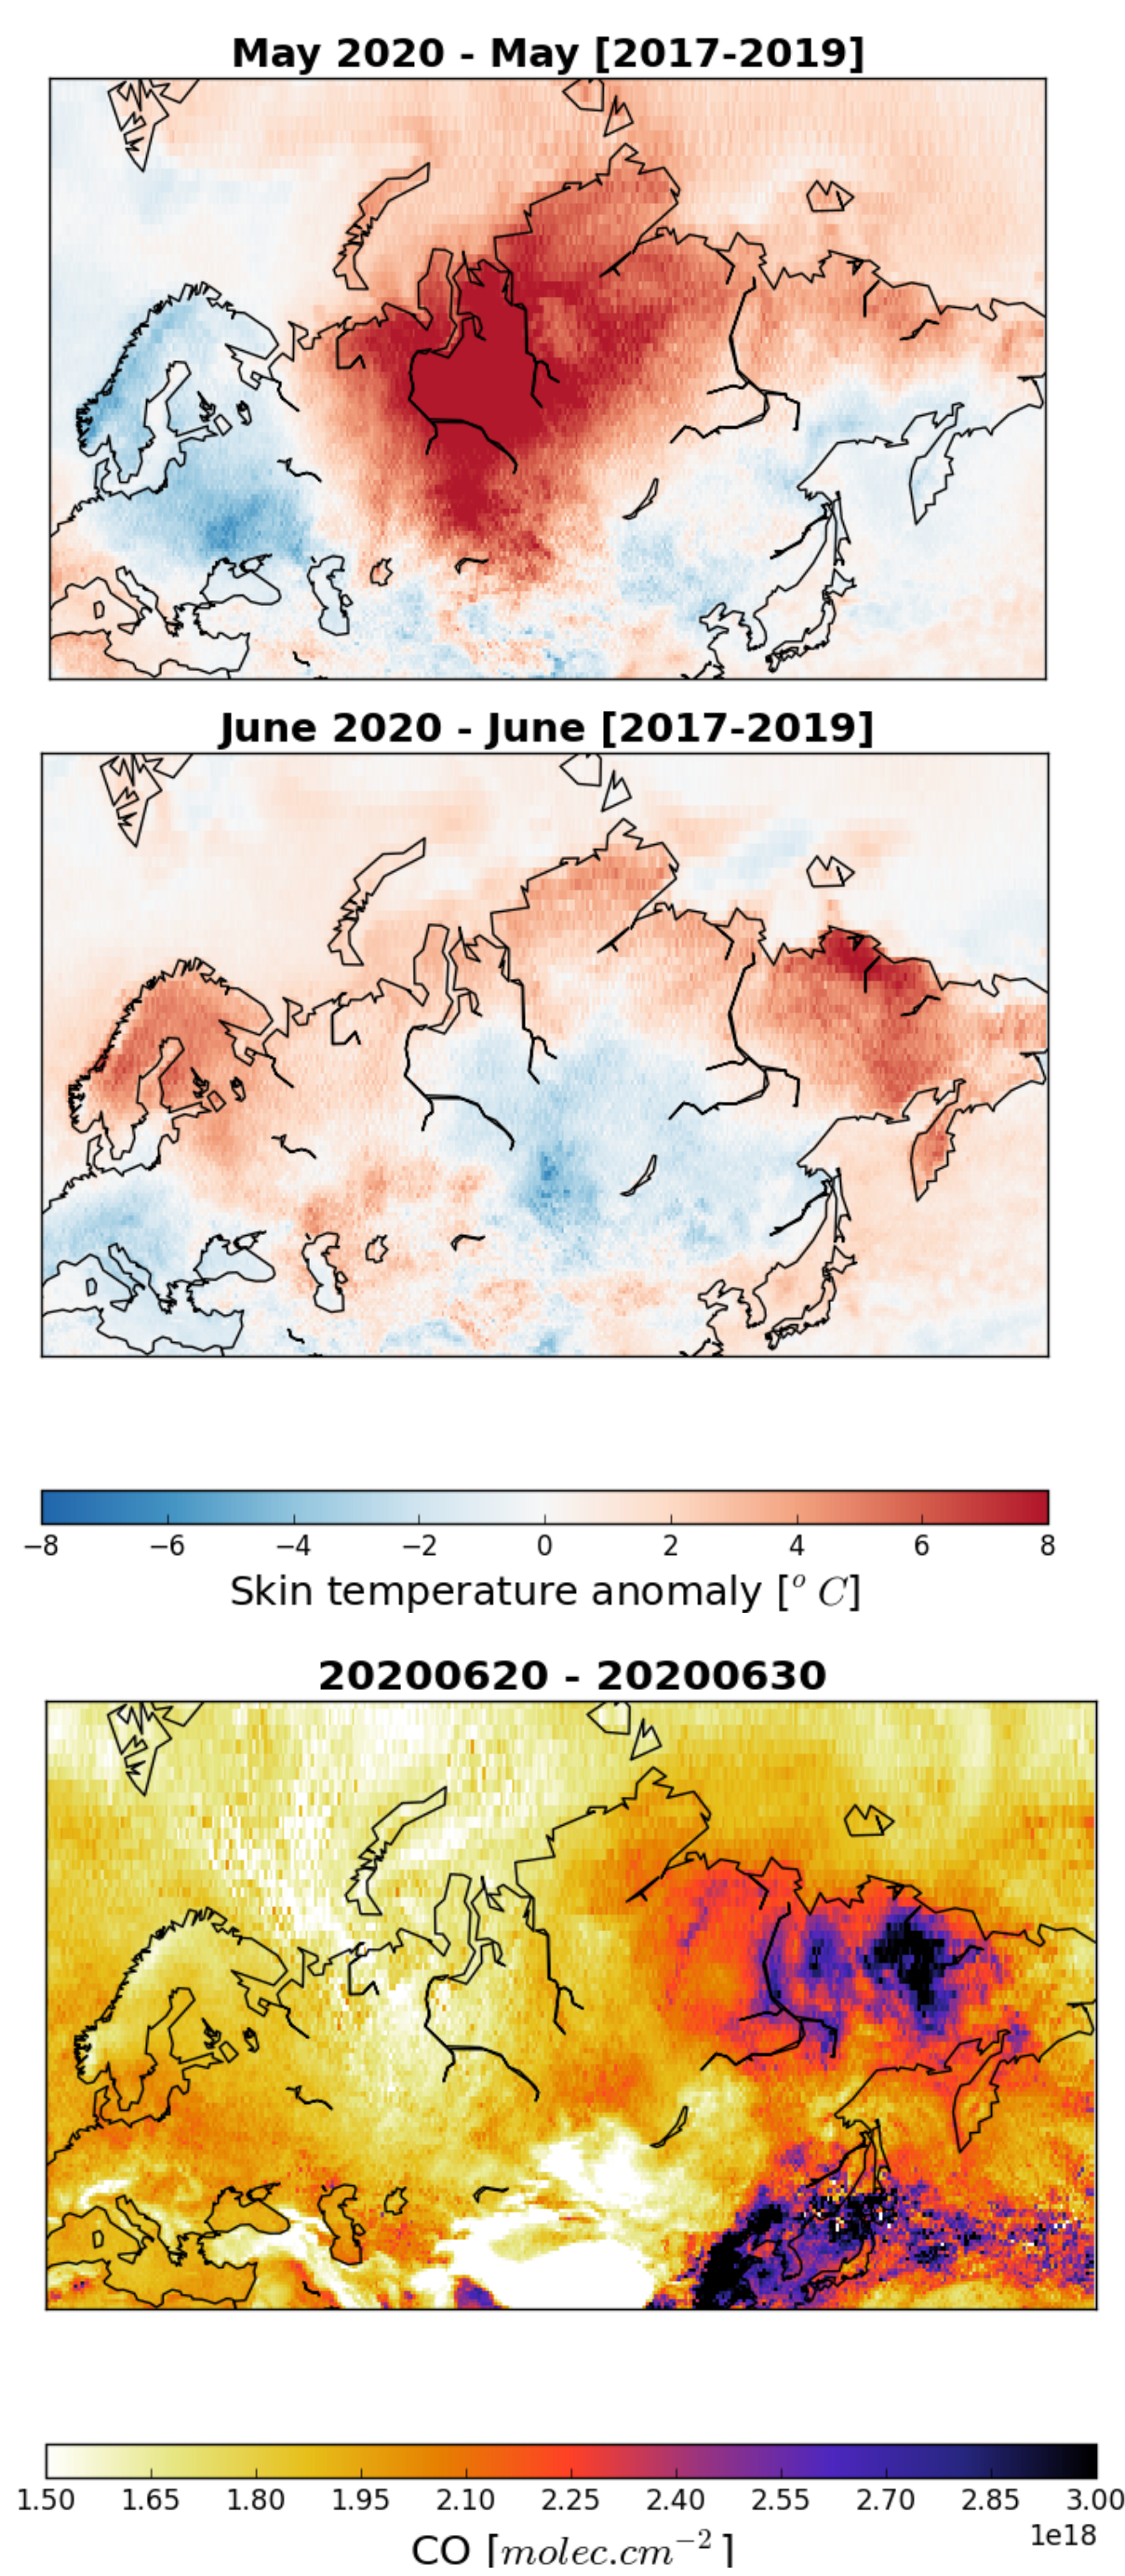 May 2020 - May [2017-2019]
June 2020 - June [2017-2019]
−8 −6 −4 −2 0 2 4 6 8
Skin temperature anomaly [° C]
20200620 - 20200630
1.50 1.65 1.80 1.95 2.10 2.25 2.40 2.55 2.70 2.85 3.00
1e18
CO [molec.cm⁻²]